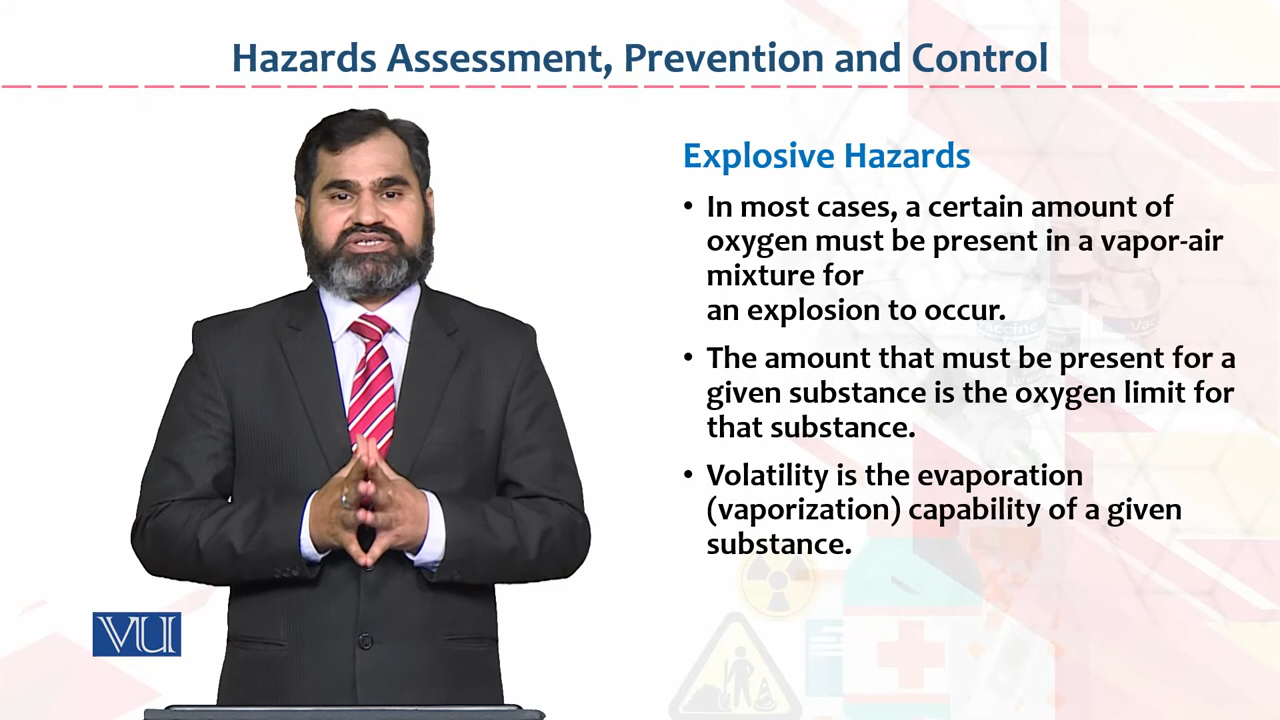 Hazards Assessment, Prevention and Control
Explosive Hazards
• In most cases, a certain amount of
oxygen must be present in a vapor-air
mixture for
an explosion to occur.
• The amount that must be present for a
given substance is the oxygen limit for
that substance.
• Volatility is the evaporation
(vaporization) capability of a given
substance.
VU
Vaccine